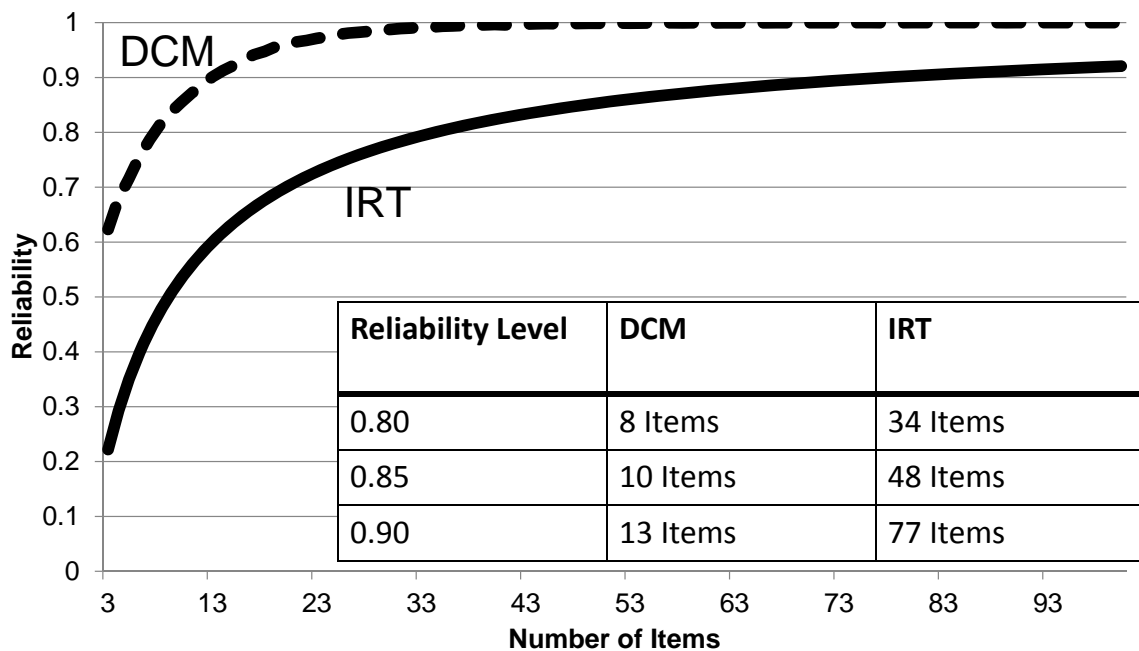 1
DCM
0.9
0.8
0.7
IRT
0.6
Reliability
0.5
Reliability Level DCM IRT
0.4
0.3
0.80 8 Items 34 Items
0.2
0.85 10 Items 48 Items
0.1
0.90 13 Items 77 Items
0
3 13 23 33 43 53 63 73 83 93
Number of Items